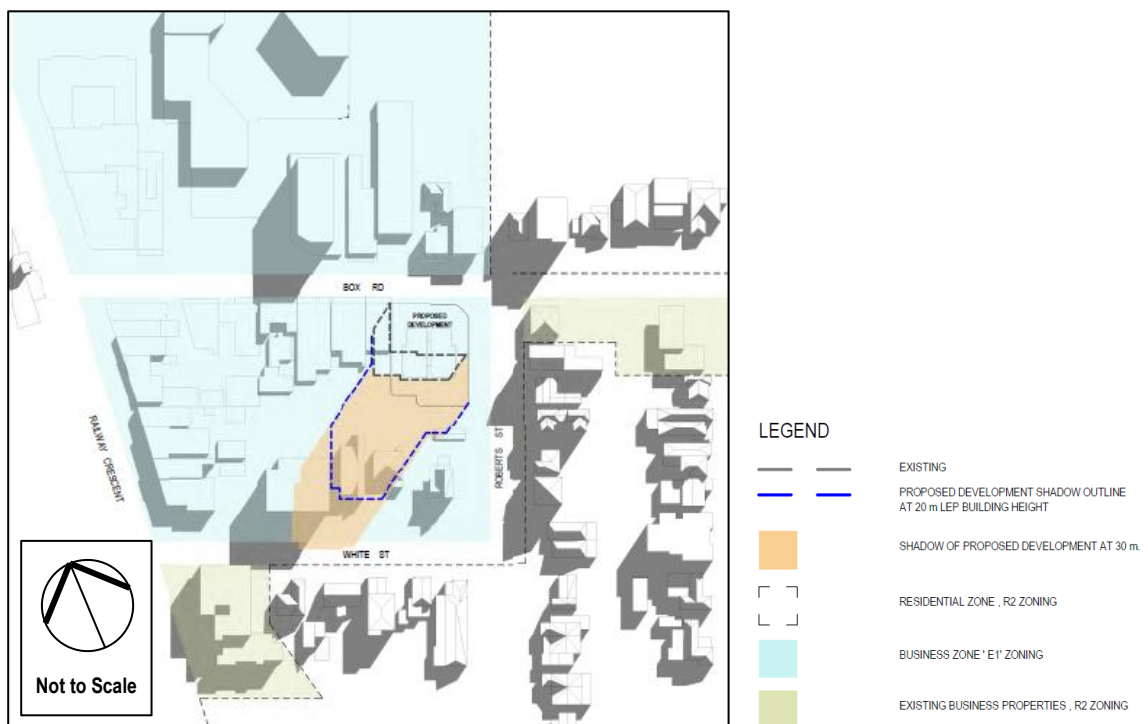 BOX RD
PROPOSED
DEVELOPMENT
RAILWAY CRESCENT
ROBERTS ST
WHITE ST
Not to Scale
LEGEND
EXISTING
PROPOSED DEVELOPMENT SHADOW OUTLINE
AT 20 m LEP BUILDING HEIGHT
SHADOW OF PROPOSED DEVELOPMENT AT 30 m.
RESIDENTIAL ZONE , R2 ZONING
BUSINESS ZONE ' E1' ZONING
EXISTING BUSINESS PROPERTIES , R2 ZONING